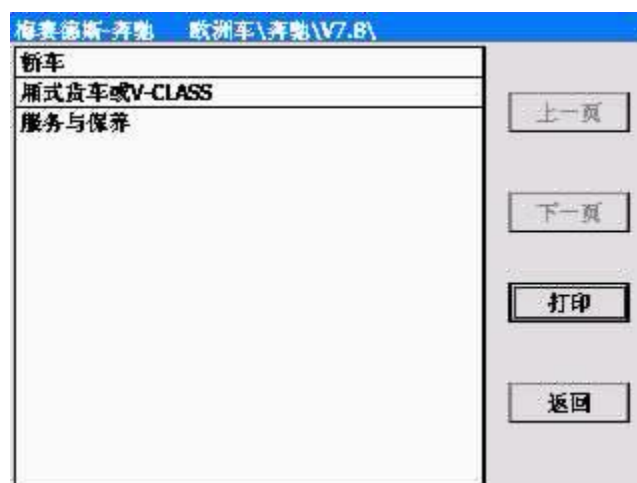 梅赛德斯-奔驰 欧洲车\奔驰\V7.8\
轿车
厢式货车或V-CLASS
服务与保养
上一页
下一页
打印
返回